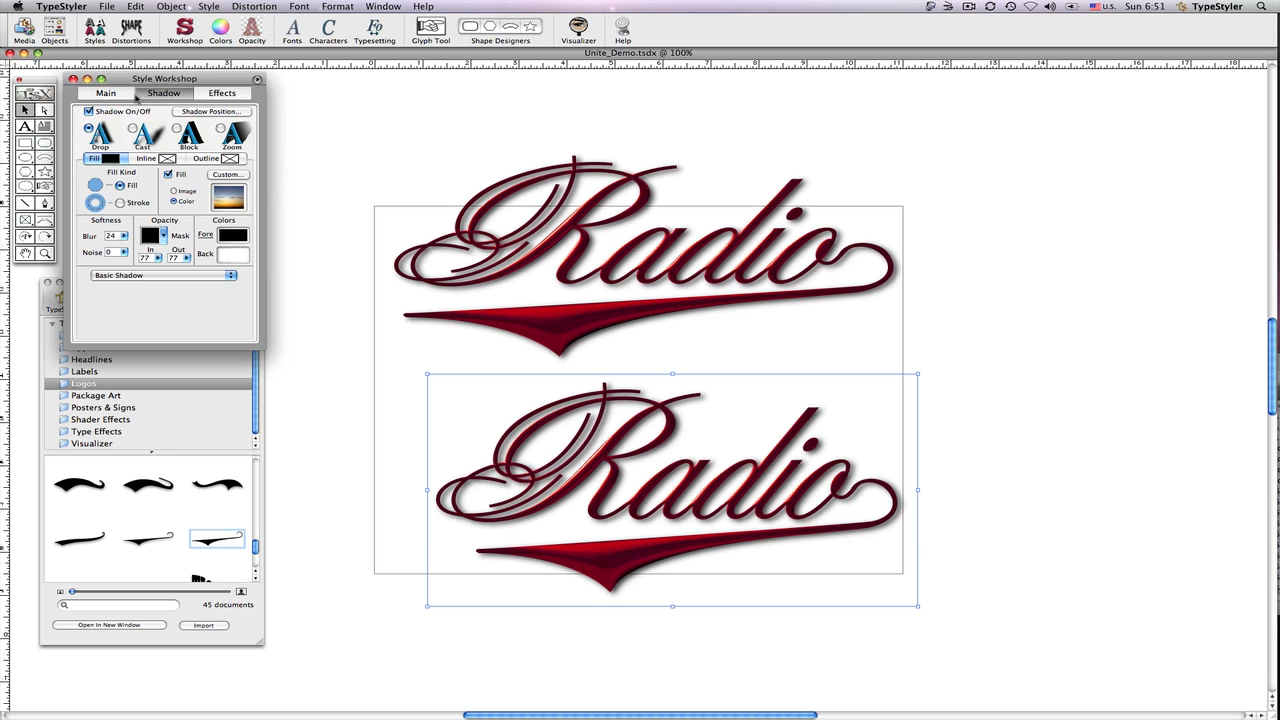 TypeStyler File Edit Object Style Distortion Font Format Window Help U.S. Sun 6:51 TypeStyler
Media Objects Styles Distortions Workshop Colors Opacity Fonts Characters Typesetting Glyph Tool Shape Designers Visualizer Help
SHAPE
Unite_Demo.tsdx @ 100%
Style Workshop
Main Shadow Effects
Shadow On/Off Shadow Position...
Drop Cast Block Zoom
Fill Inline Outline
Fill Kind Fill Custom...
Fill Image
Stroke Color
Softness Opacity Colors
Blur 24 Mask Fore
Noise 0 In Out Back
77 77
Basic Shadow
Headlines
Labels
Logos
Package Art
Posters & Signs
Shader Effects
Type Effects
Visualizer
45 documents
Open In New Window Import
Radio
Radio